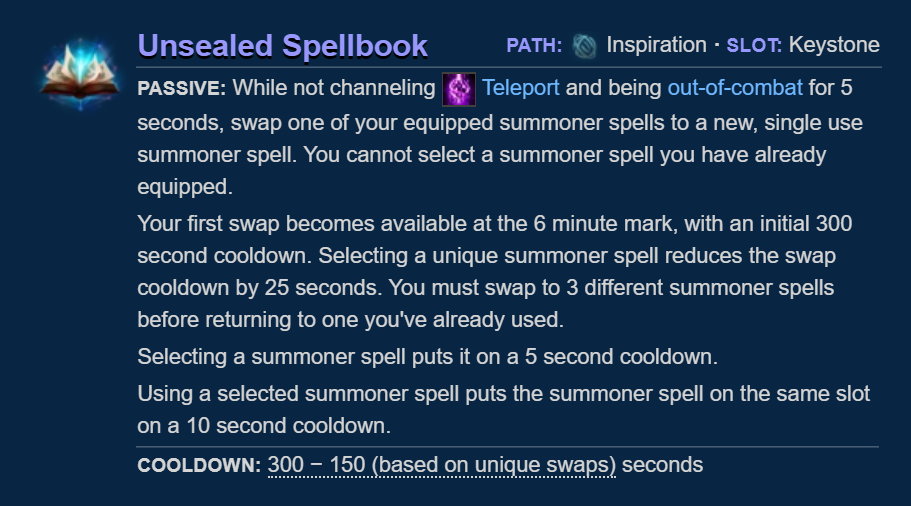 Unsealed Spellbook PATH: Inspiration · SLOT: Keystone
PASSIVE: While not channeling Teleport and being out-of-combat for 5
seconds, swap one of your equipped summoner spells to a new, single use
summoner spell. You cannot select a summoner spell you have already
equipped.
Your first swap becomes available at the 6 minute mark, with an initial 300
second cooldown. Selecting a unique summoner spell reduces the swap
cooldown by 25 seconds. You must swap to 3 different summoner spells
before returning to one you've already used.
Selecting a summoner spell puts it on a 5 second cooldown.
Using a selected summoner spell puts the summoner spell on the same slot
on a 10 second cooldown.
COOLDOWN: 300 − 150 (based on unique swaps) seconds